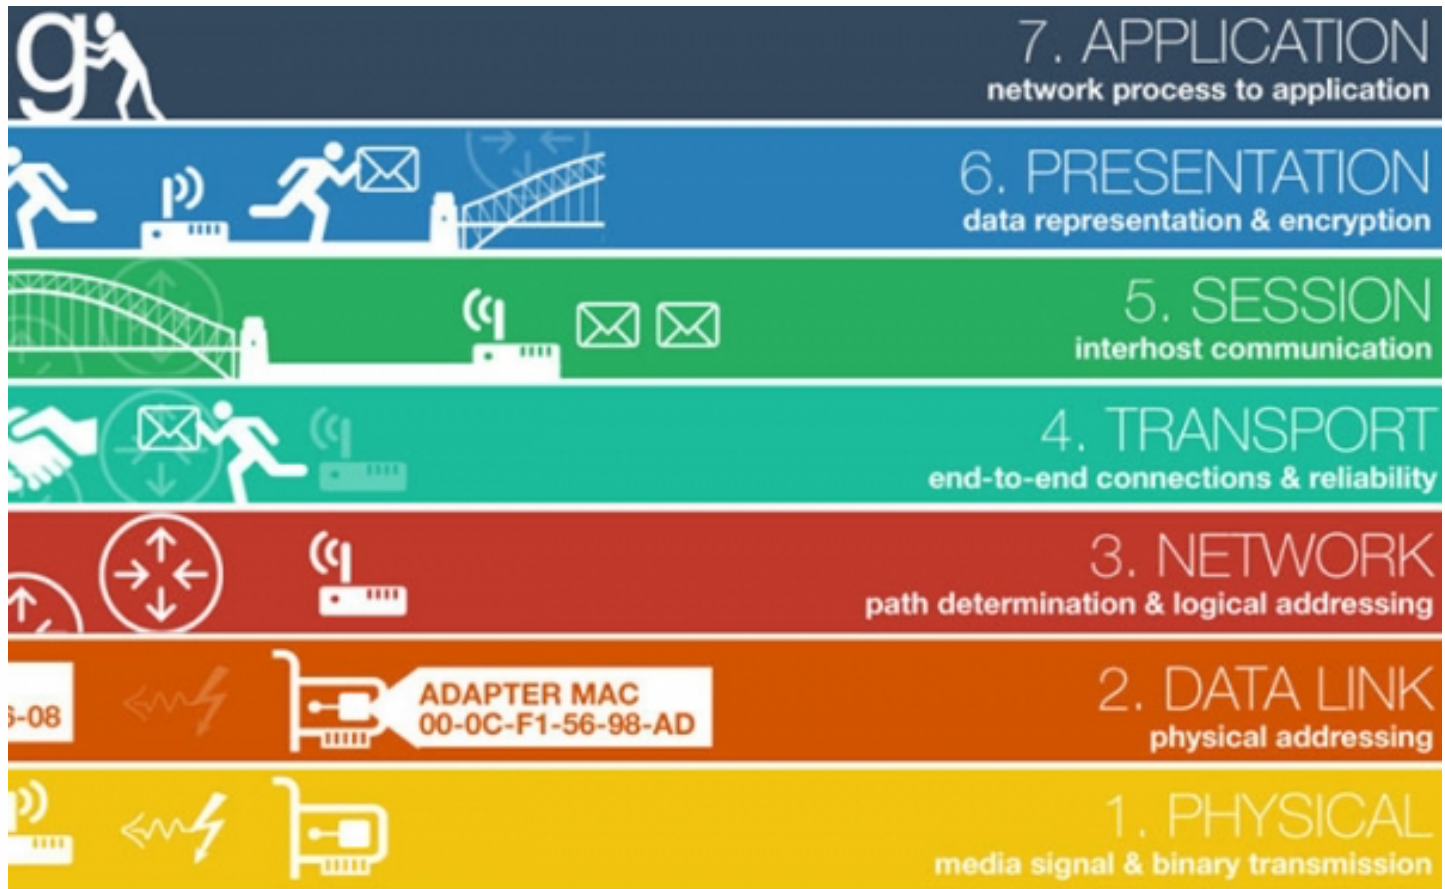 g
7. APPLICATION
network process to application
6. PRESENTATION
data representation & encryption
5. SESSION
interhost communication
4. TRANSPORT
end-to-end connections & reliability
3. NETWORK
path determination & logical addressing
6-08
ADAPTER MAC
00-0C-F1-56-98-AD
2. DATA LINK
physical addressing
1. PHYSICAL
media signal & binary transmission